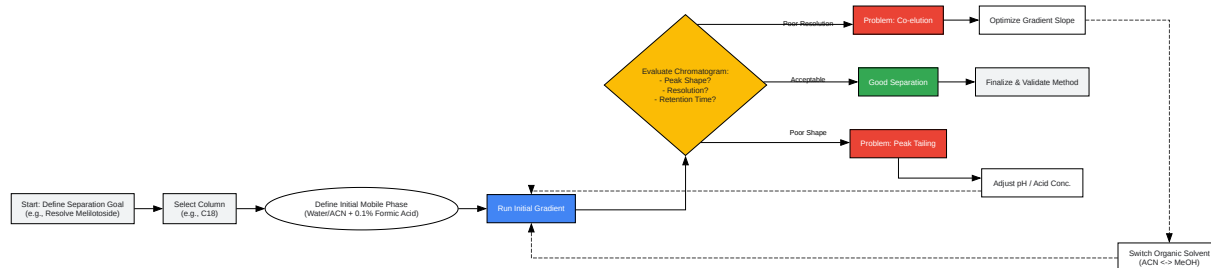 Poor Resolution
Problem: Co-elution
Optimize Gradient Slope
Evaluate Chromatogram:
- Peak Shape?
- Resolution?
- Retention Time?
Acceptable
Good Separation
Finalize & Validate Method
Poor Shape
Problem: Peak Tailing
Adjust pH / Acid Conc.
Start: Define Separation Goal
(e.g., Resolve Melilotoside)
Select Column
(e.g., C18)
Define Initial Mobile Phase
(Water/ACN + 0.1% Formic Acid)
Run Initial Gradient
Switch Organic Solvent
(ACN <-> MeOH)